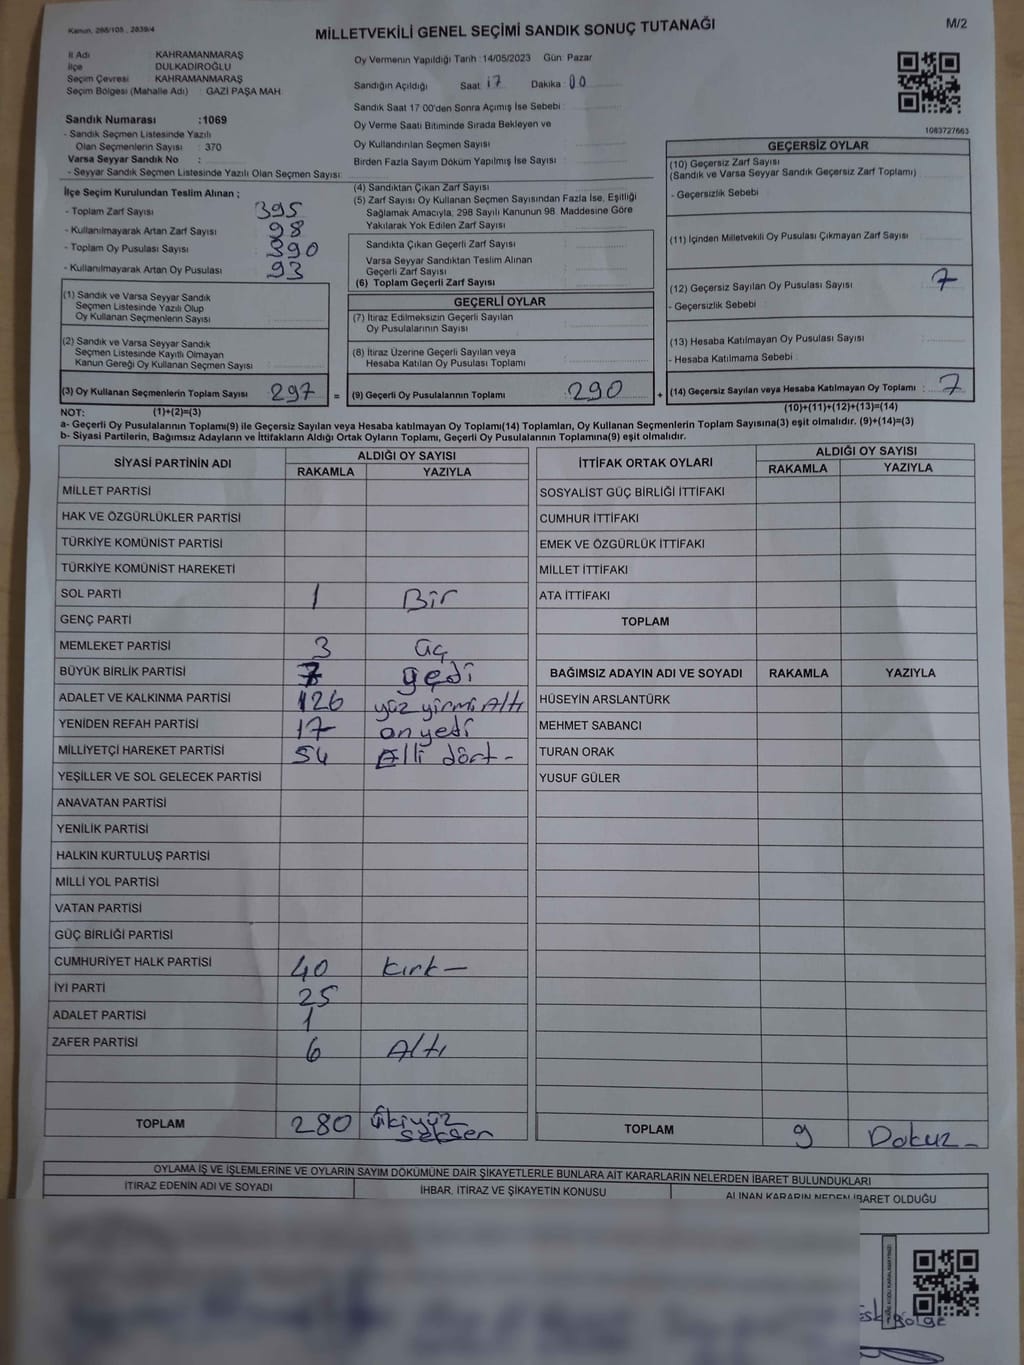 Kanun, 298/105 , 2839/4
MİLLETVEKİLİ GENEL SEÇİMİ SANDIK SONUÇ TUTANAĞI
M/2
İl Adı KAHRAMANMARAŞ
İlçe DULKADİROĞLU
Seçim Çevresi KAHRAMANMARAŞ
Seçim Bölgesi (Mahalle Adı) : GAZİ PAŞA MAH
Sandık Numarası :1069
- Sandık Seçmen Listesinde Yazılı
Olan Seçmenlerin Sayısı : 370
Varsa Seyyar Sandık No :
- Seyyar Sandık Seçmen Listesinde Yazılı Olan Seçmen Sayısı:
Oy Vermenin Yapıldığı Tarih :14/05/2023 Gün: Pazar
Sandığın Açıldığı Saat : 17 Dakika : 00
Sandık Saat 17 00'den Sonra Açımış İse Sebebi :
Oy Verme Saati Bitiminde Sırada Bekleyen ve
Oy Kullandırılan Seçmen Sayısı :
Birden Fazla Sayım Döküm Yapılmış İse Sayısı :
1083727663
İlçe Seçim Kurulundan Teslim Alınan ;
- Toplam Zarf Sayısı : 395
- Kullanılmayarak Artan Zarf Sayısı : 98
- Toplam Oy Pusulası Sayısı : 390
- Kullanılmayarak Artan Oy Pusulası : 93
(1) Sandık ve Varsa Seyyar Sandık
Seçmen Listesinde Yazılı Olup
Oy Kullanan Seçmenlerin Sayısı :
(2) Sandık ve Varsa Seyyar Sandık
Seçmen Listesinde Kayıtlı Olmayan
Kanun Gereği Oy Kullanan Seçmen Sayısı :
(3) Oy Kullanan Seçmenlerin Toplam Sayısı : 297 =
(4) Sandıktan Çıkan Zarf Sayısı :
(5) Zarf Sayısı Oy Kullanan Seçmen Sayısından Fazla İse, Eşitliği
Sağlamak Amacıyla, 298 Sayılı Kanunun 98. Maddesine Göre
Yakılarak Yok Edilen Zarf Sayısı :
Sandıkta Çıkan Geçerli Zarf Sayısı :
Varsa Seyyar Sandıktan Teslim Alınan
Geçerli Zarf Sayısı :
(6) Toplam Geçerli Zarf Sayısı :
GEÇERLİ OYLAR
(7) İtiraz Edilmeksizin Geçerli Sayılan
Oy Pusulalarının Sayısı :
(8) İtiraz Üzerine Geçerli Sayılan veya
Hesaba Katılan Oy Pusulası Toplamı :
(9) Geçerli Oy Pusulalarının Toplamı : 290 +
GEÇERSİZ OYLAR
(10) Geçersiz Zarf Sayısı :
(Sandık ve Varsa Seyyar Sandık Geçersiz Zarf Toplamı)
- Geçersizlik Sebebi :
(11) İçinden Milletvekili Oy Pusulası Çıkmayan Zarf Sayısı :
(12) Geçersiz Sayılan Oy Pusulası Sayısı : 7
- Geçersizlik Sebebi :
(13) Hesaba Katılmayan Oy Pusulası Sayısı :
- Hesaba Katılmama Sebebi :
(14) Geçersiz Sayılan veya Hesaba Katılmayan Oy Toplamı : 7
NOT: (1)+(2)=(3) (10)+(11)+(12)+(13)=(14)
a- Geçerli Oy Pusulalarının Toplamı(9) ile Geçersiz Sayılan veya Hesaba Katılmayan Oy Toplamı(14) Toplamları, Oy Kullanan Seçmenlerin Toplam Sayısına(3) eşit olmalıdır. (9)+(14)=(3)
b- Siyasi Partilerin, Bağımsız Adayların ve İttifakların Aldığı Ortak Oyların Toplamı, Geçerli Oy Pusulalarının Toplamına(9) eşit olmalıdır.
SİYASİ PARTİNİN ADI ALDIĞI OY SAYISI
RAKAMLA YAZIYLA
MİLLET PARTİSİ
HAK VE ÖZGÜRLÜKLER PARTİSİ
TÜRKİYE KOMÜNİST PARTİSİ
TÜRKİYE KOMÜNİST HAREKETİ
SOL PARTİ 1 Bir
GENÇ PARTİ
MEMLEKET PARTİSİ 3 üç
BÜYÜK BİRLİK PARTİSİ 7 yedi
ADALET VE KALKINMA PARTİSİ 126 yüz yirmi Altı
YENİDEN REFAH PARTİSİ 17 on yedi
MİLLİYETÇİ HAREKET PARTİSİ 54 Elli dört -
YEŞİLLER VE SOL GELECEK PARTİSİ
ANAVATAN PARTİSİ
YENİLİK PARTİSİ
HALKIN KURTULUŞ PARTİSİ
MİLLİ YOL PARTİSİ
VATAN PARTİSİ
GÜÇ BİRLİĞİ PARTİSİ
CUMHURİYET HALK PARTİSİ 40 kırk —
İYİ PARTİ 25
ADALET PARTİSİ 1
ZAFER PARTİSİ 6 Altı
TOPLAM 280 ikiyüz seksen
İTTİFAK ORTAK OYLARI ALDIĞI OY SAYISI
RAKAMLA YAZIYLA
SOSYALİST GÜÇ BİRLİĞİ İTTİFAKI
CUMHUR İTTİFAKI
EMEK VE ÖZGÜRLÜK İTTİFAKI
MİLLET İTTİFAKI
ATA İTTİFAKI
TOPLAM
BAĞIMSIZ ADAYIN ADI VE SOYADI RAKAMLA YAZIYLA
HÜSEYİN ARSLANTÜRK
MEHMET SABANCI
TURAN ORAK
YUSUF GÜLER
TOPLAM 9 Dokuz -
OYLAMA İŞ VE İŞLEMLERİNE VE OYLARIN SAYIM DÖKÜMÜNE DAİR ŞİKAYETLERLE BUNLARA AİT KARARLARIN NELERDEN İBARET BULUNDUKLARI
İTİRAZ EDENİN ADI VE SOYADI İHBAR, İTİRAZ VE ŞİKAYETİN KONUSU ALINAN KARARIN NEDEN İBARET OLDUĞU